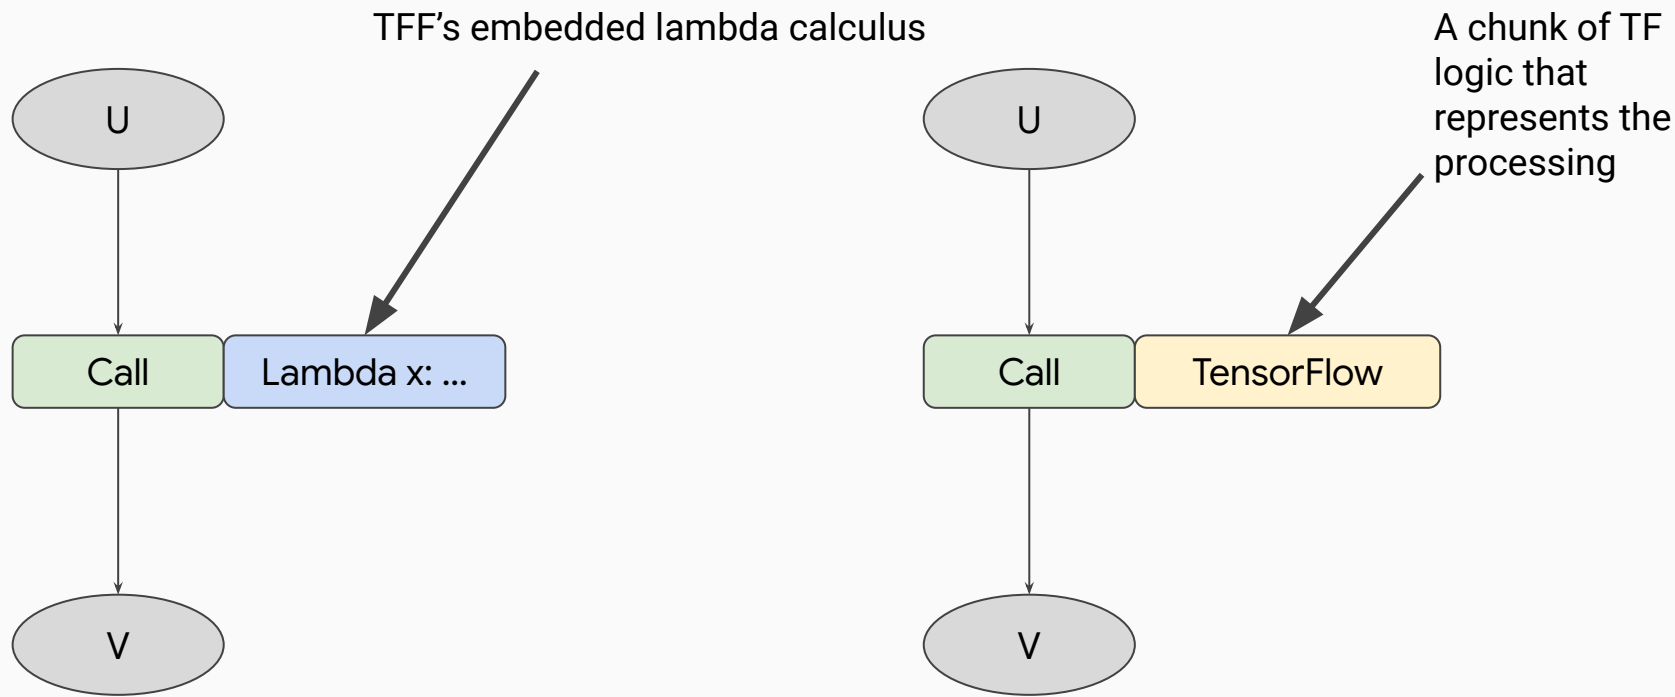 TFF’s embedded lambda calculus
U
Call
Lambda x: ...
V
A chunk of TF
logic that
represents the
processing
U
Call
TensorFlow
V